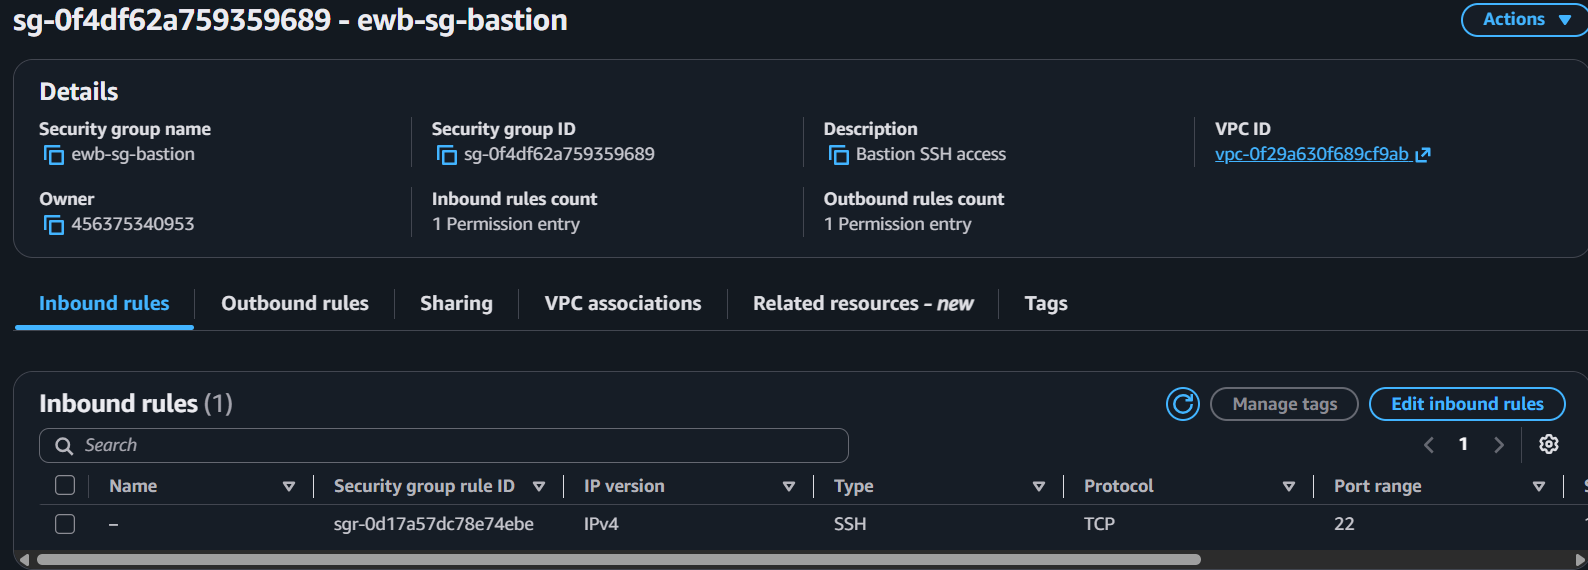 sg-0f4df62a759359689 - ewb-sg-bastion
Actions
Details
Security group name
ewb-sg-bastion
Security group ID
sg-0f4df62a759359689
Description
Bastion SSH access
VPC ID
vpc-0f29a630f689cf9ab
Owner
456375340953
Inbound rules count
1 Permission entry
Outbound rules count
1 Permission entry
Inbound rules
Outbound rules
Sharing
VPC associations
Related resources - new
Tags
Inbound rules (1)
Manage tags
Edit inbound rules
Search
1
Name
Security group rule ID
IP version
Type
Protocol
Port range
–
sgr-0d17a57dc78e74ebe
IPv4
SSH
TCP
22